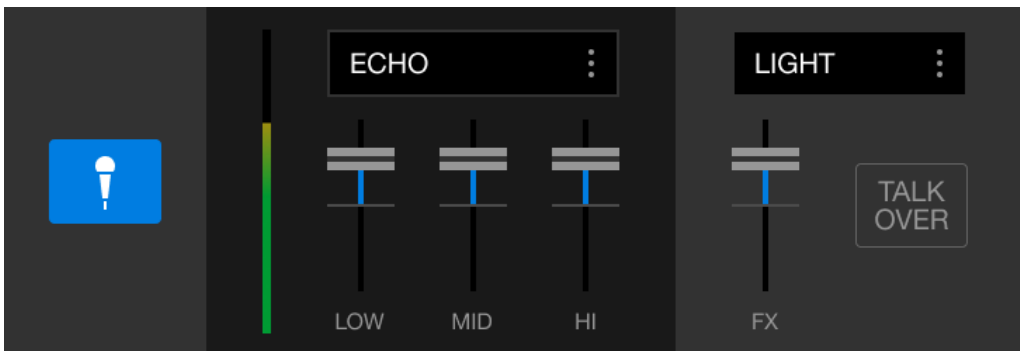 ECHO
LIGHT
TALK
OVER
LOW
MID
HI
FX